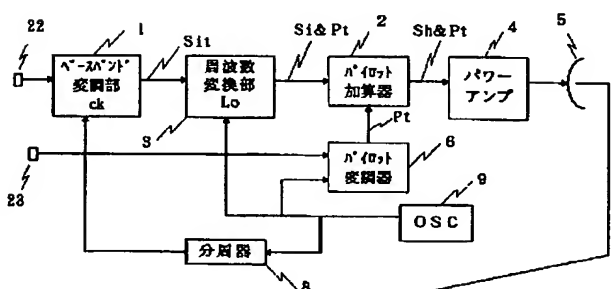 22
1
Sit
2
4
5
ベースバンド
変調部
ck
周波数
変換部
Lo
Si&Pt
パイロット
加算器
Sh&Pt
パワー
アンプ
3
Pt
6
23
パイロット
変調器
9
OSC
分周器
8